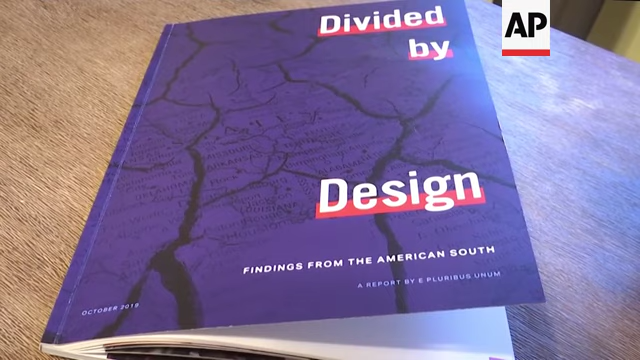 AP
Divided
by
Design
FINDINGS FROM THE AMERICAN SOUTH
A REPORT BY E PLURIBUS UNUM
OCTOBER 2019